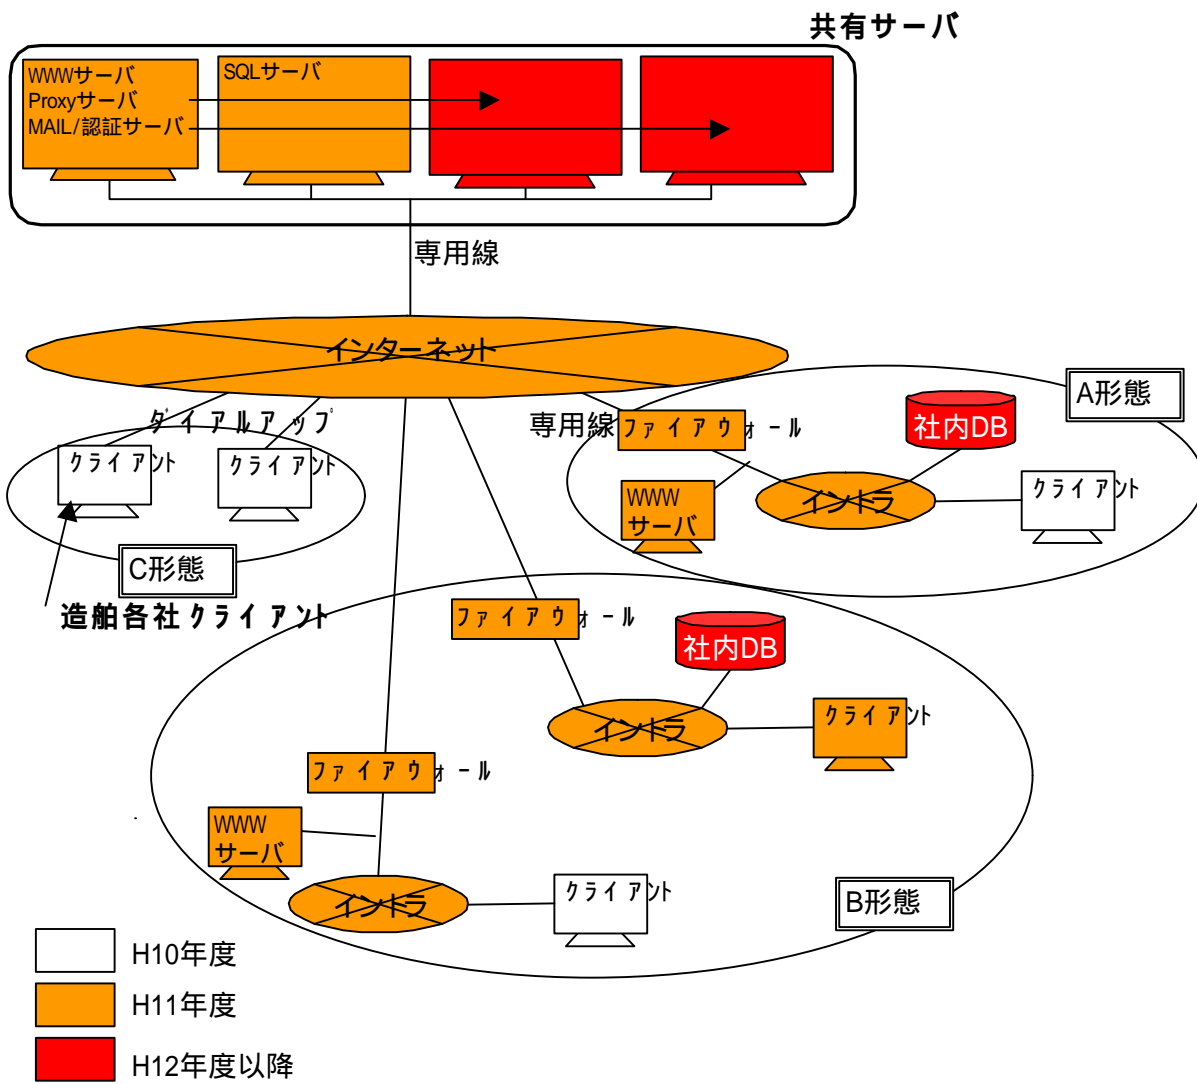 共有サーバ
WWWサーバ
Proxyサーバ
MAIL/認証サーバ
SQLサーバ
専用線
インターネット
ダイアルアップ
専用線
ファイアウォール
社内DB
A形態
クライアント
クライアント
WWW
サーバ
イントラ
クライアント
C形態
造舶各社クライアント
ファイアウォール
社内DB
イントラ
クライアント
ファイアウォール
WWW
サーバ
イントラ
クライアント
B形態
H10年度
H11年度
H12年度以降